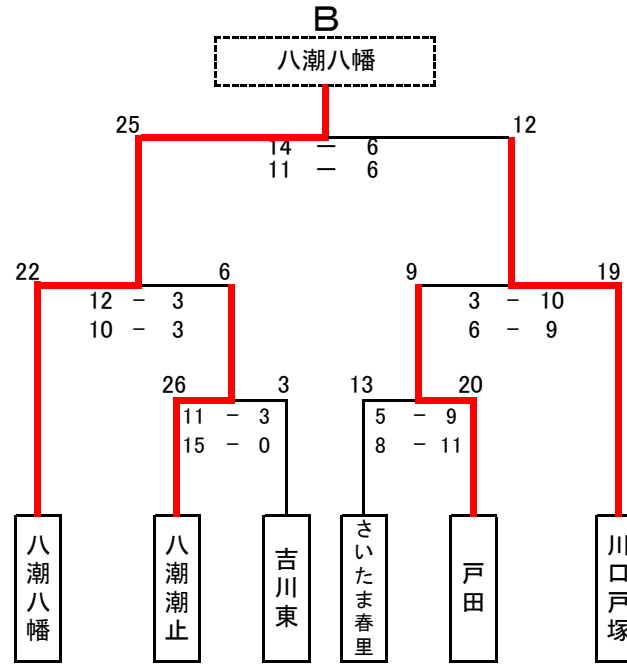 B
八潮八幡
25 12
14 － 6
11 － 6
22 6 9 19
12 － 3 3 － 10
10 － 3 6 － 9
26 3 13 20
11 － 3 5 － 9
15 － 0 8 － 11
八潮八幡
八潮潮止
吉川東
さいたま春里
戸田
川口戸塚